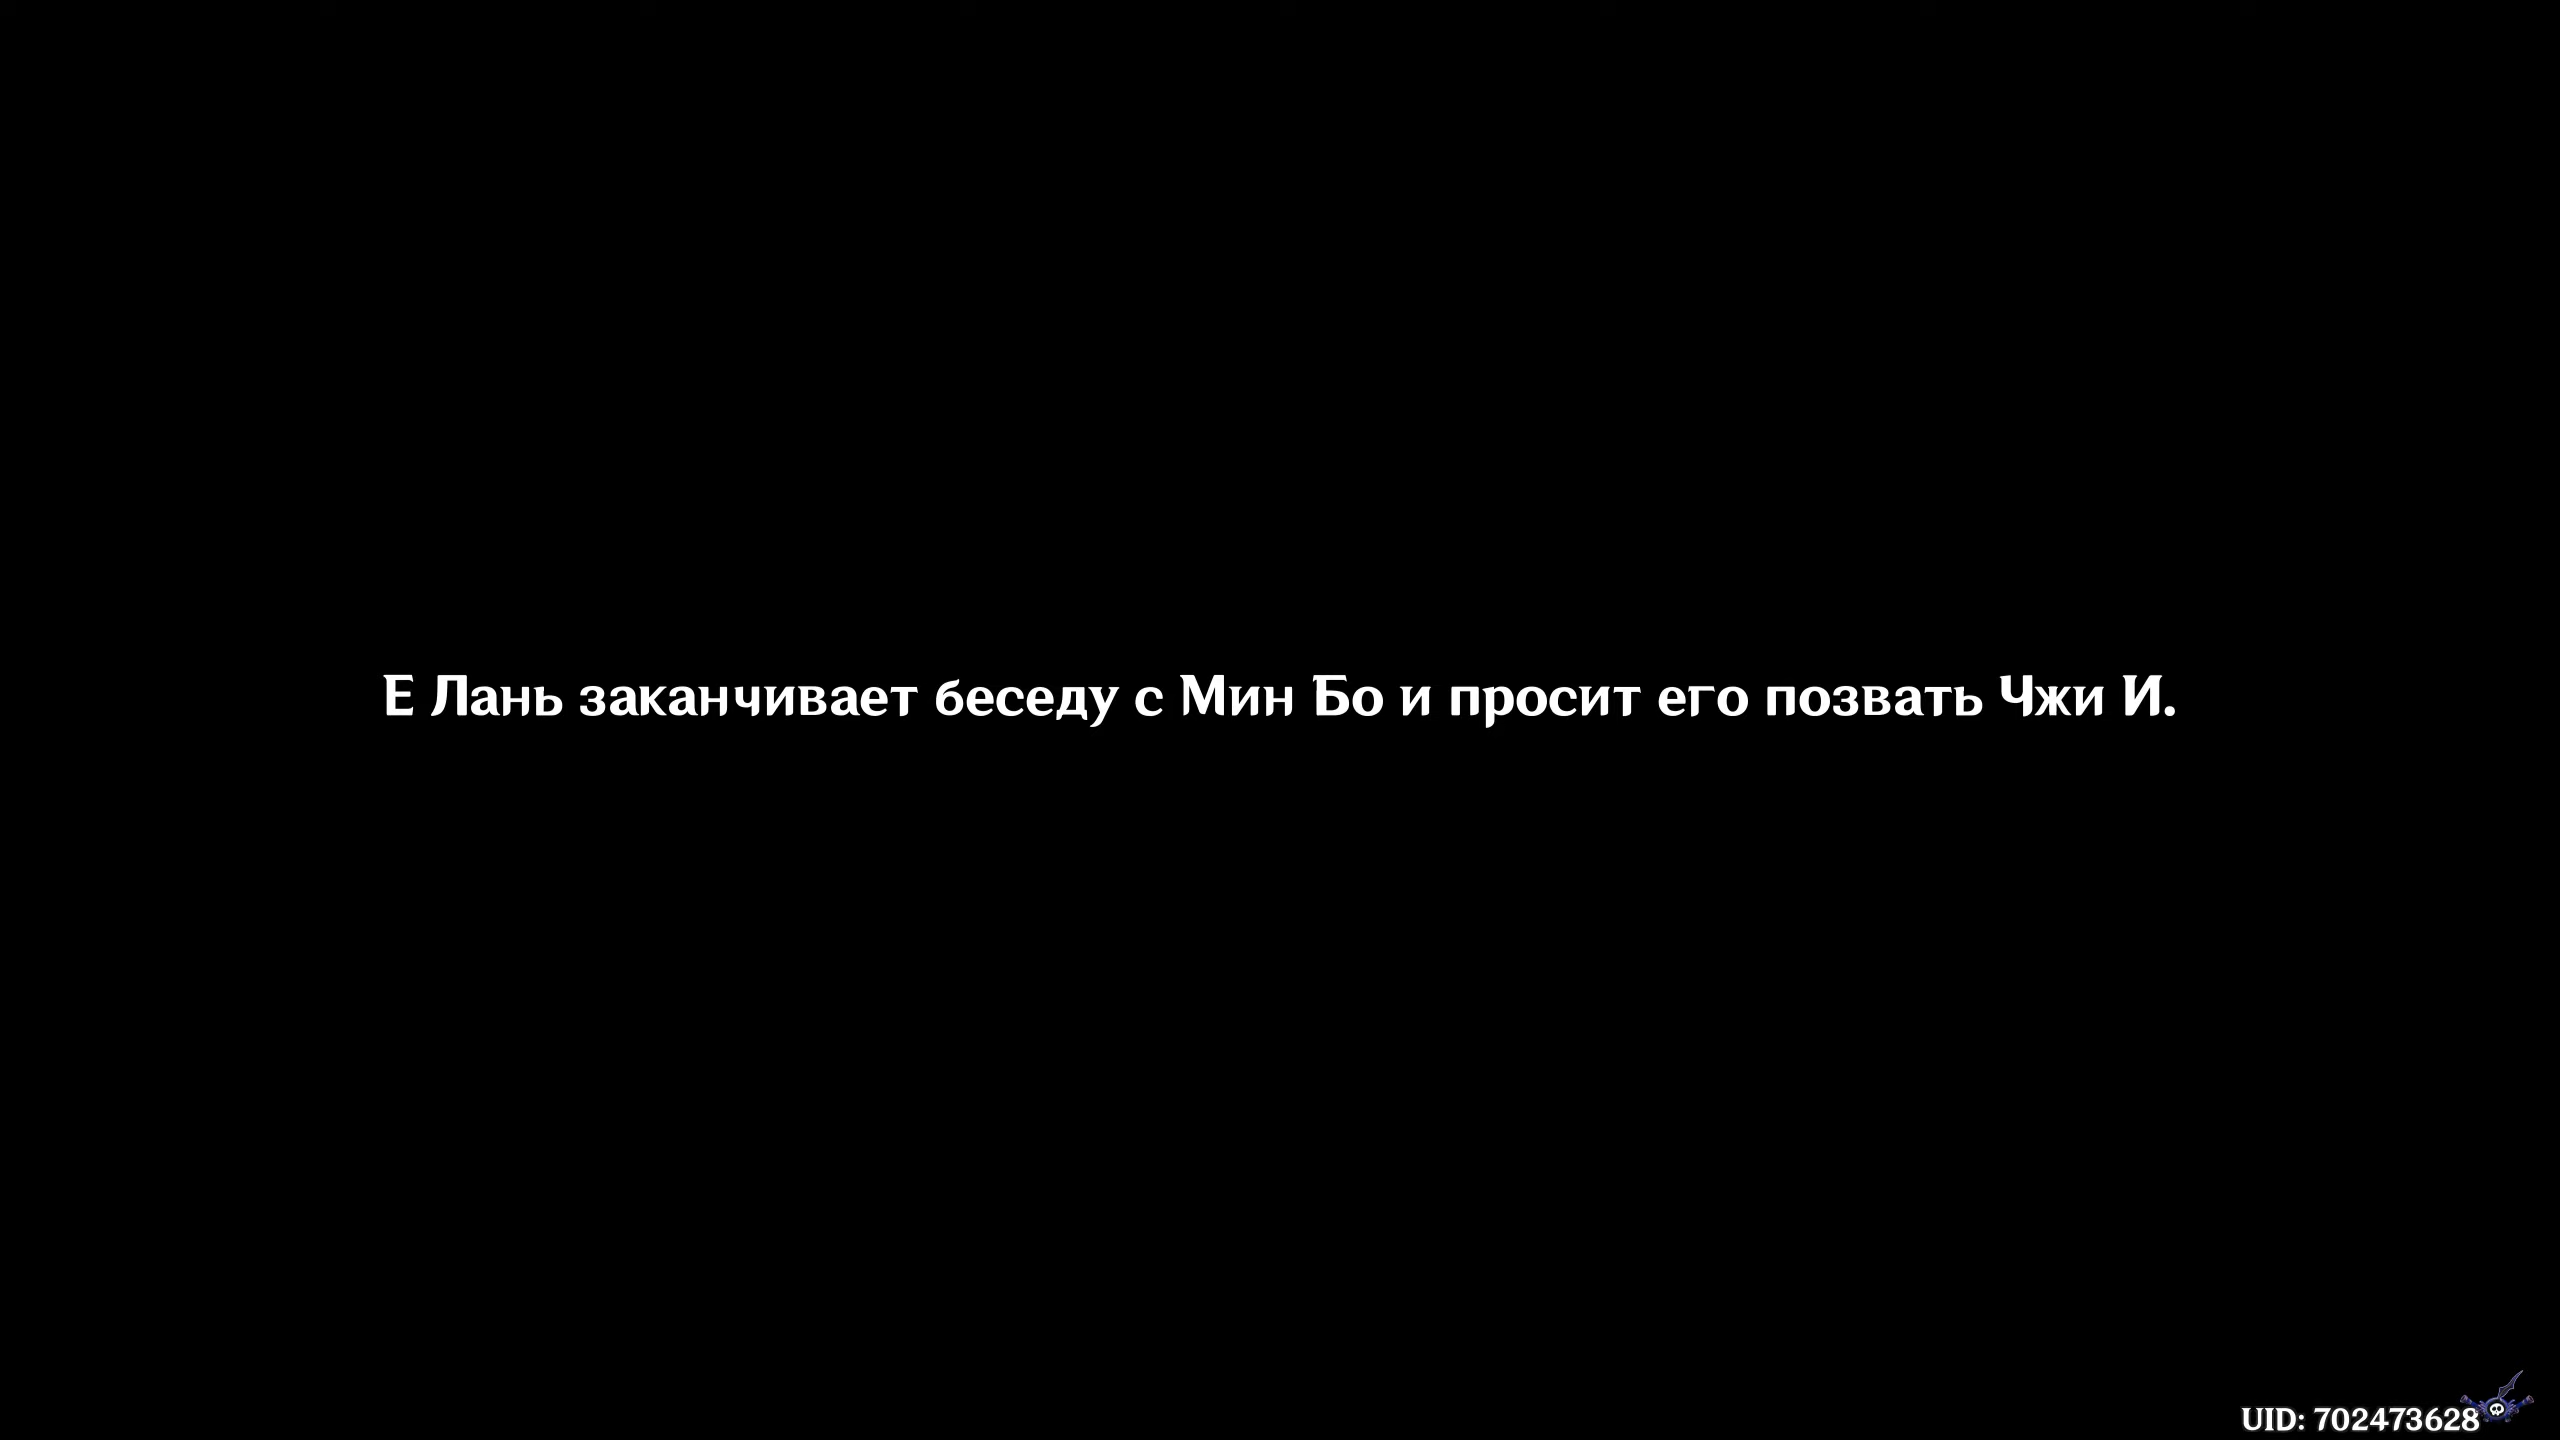 Е Лань заканчивает беседу с Мин Бо и просит его позвать Чжи И.
UID: 702473628